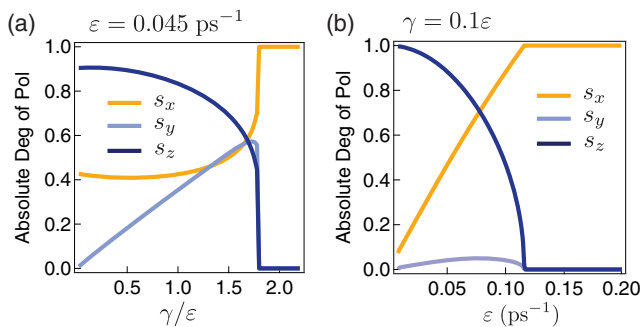 (a) ε = 0.045 ps⁻¹
Absolute Deg of Pol
1.0
0.8
0.6
0.4
0.2
0.0
s_x
s_y
s_z
0.5 1.0 1.5 2.0
γ/ε
(b) γ = 0.1ε
Absolute Deg of Pol
1.0
0.8
0.6
0.4
0.2
0.0
s_x
s_y
s_z
0.05 0.10 0.15 0.20
ε (ps⁻¹)